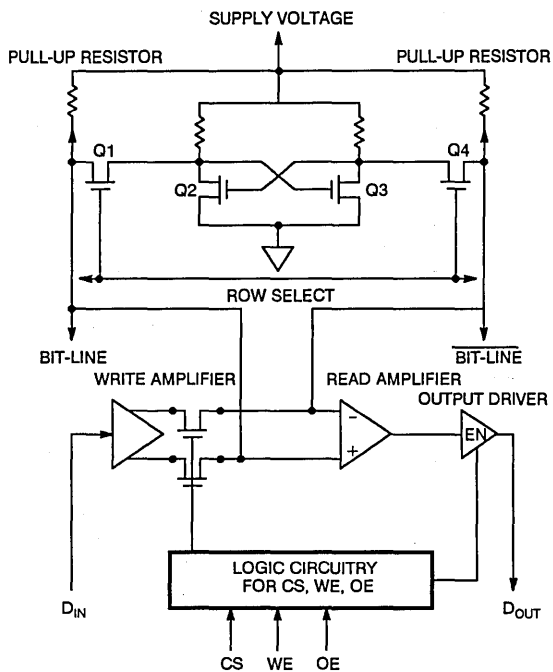 SUPPLY VOLTAGE
PULL-UP RESISTOR
PULL-UP RESISTOR
Q1
Q4
Q2
Q3
ROW SELECT
BIT-LINE
BIT-LINE
WRITE AMPLIFIER
READ AMPLIFIER
OUTPUT DRIVER
−
+
EN
LOGIC CIRCUITRY
FOR CS, WE, OE
DIN
DOUT
CS
WE
OE